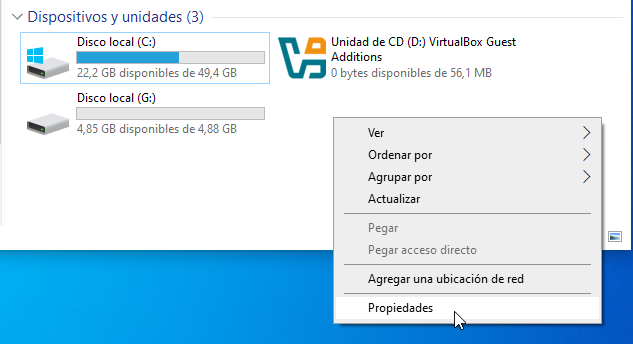 Dispositivos y unidades (3)
Disco local (C:)
22,2 GB disponibles de 49,4 GB
Unidad de CD (D:) VirtualBox Guest
Additions
0 bytes disponibles de 56,1 MB
Disco local (G:)
4,85 GB disponibles de 4,88 GB
Ver
Ordenar por
Agrupar por
Actualizar
Pegar
Pegar acceso directo
Agregar una ubicación de red
Propiedades